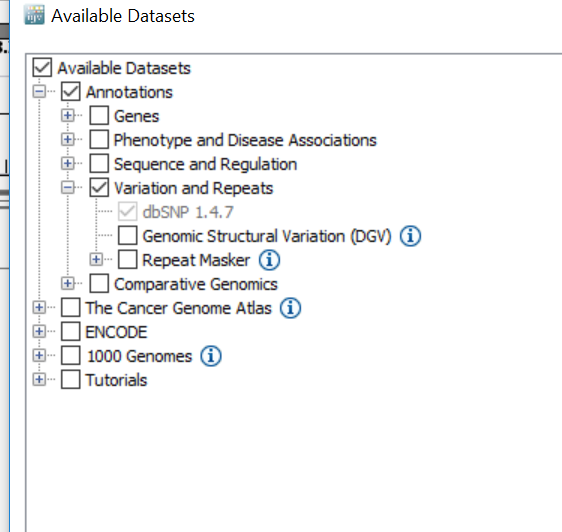 Available Datasets
Available Datasets
Annotations
Genes
Phenotype and Disease Associations
Sequence and Regulation
Variation and Repeats
dbSNP 1.4.7
Genomic Structural Variation (DGV)
Repeat Masker
Comparative Genomics
The Cancer Genome Atlas
ENCODE
1000 Genomes
Tutorials